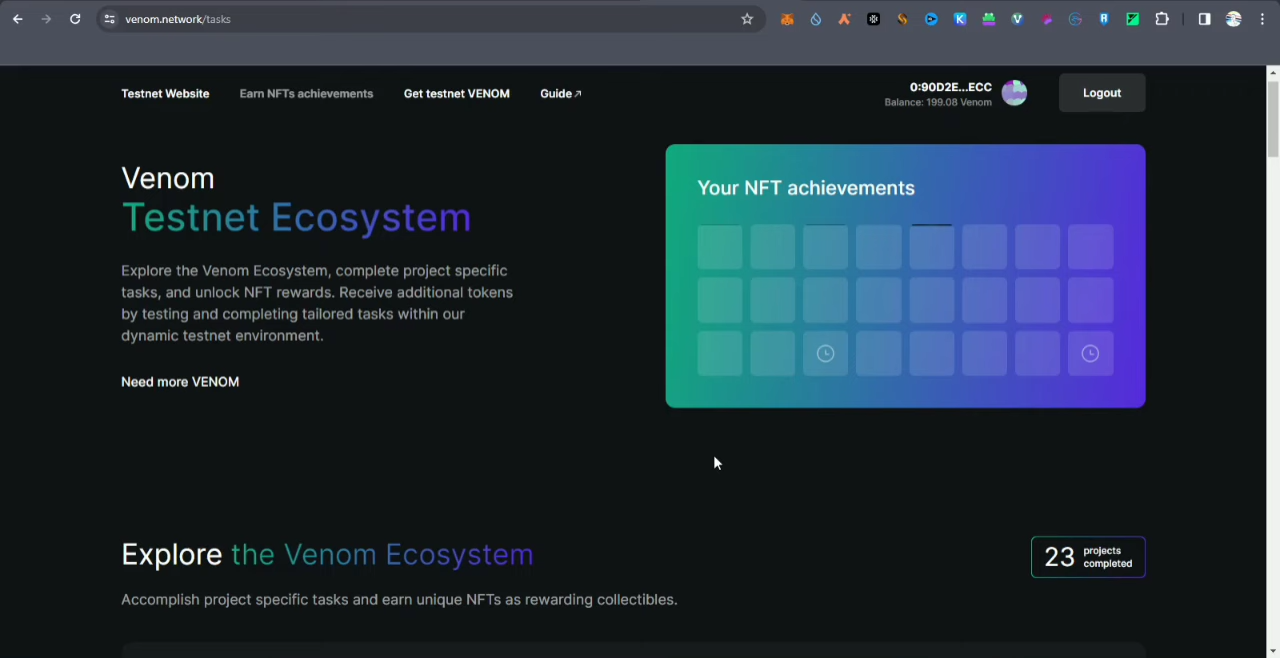 venom.network/tasks
Testnet Website
Earn NFTs achievements
Get testnet VENOM
Guide↗
0:90D2E...ECC
Balance: 199.08 Venom
Logout
Venom
Testnet Ecosystem
Explore the Venom Ecosystem, complete project specific
tasks, and unlock NFT rewards. Receive additional tokens
by testing and completing tailored tasks within our
dynamic testnet environment.
Need more VENOM
Your NFT achievements
Explore the Venom Ecosystem
23 projects
completed
Accomplish project specific tasks and earn unique NFTs as rewarding collectibles.